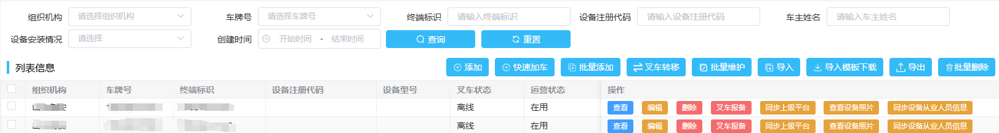 组织机构 请选择组织机构 车牌号 请选择车牌号 终端标识 请输入终端标识 设备注册代码 请输入设备注册代码 车主姓名 请输入车主姓名
设备安装情况 请选择 创建时间 开始时间 - 结束时间 查询 重置
列表信息 添加 快速加车 批量添加 叉车转移 批量维护 导入 导入模板下载 导出 批量删除
组织机构 车牌号 终端标识 设备注册代码 设备型号 叉车状态 运营状态 操作
离线 在用 查看 编辑 删除 叉车报备 同步上级平台 查看设备照片 同步设备从业人员信息
离线 在用 查看 编辑 删除 叉车报备 同步上级平台 查看设备照片 同步设备从业人员信息